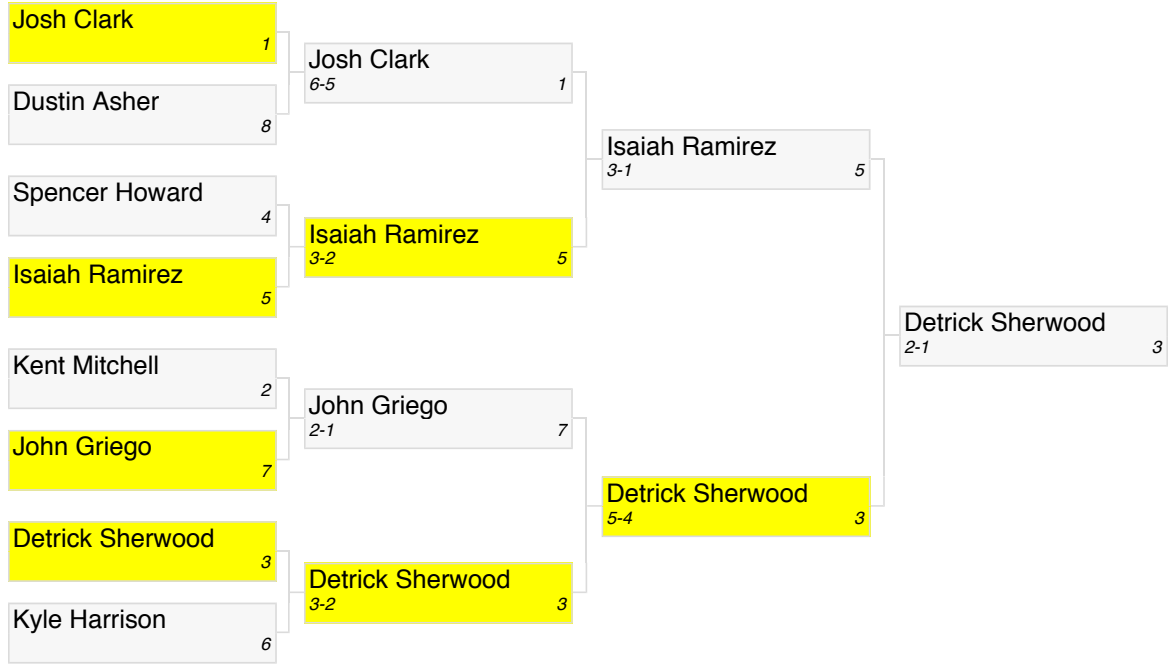 Josh Clark
1
Dustin Asher
8
Spencer Howard
4
Isaiah Ramirez
5
Kent Mitchell
2
John Griego
7
Detrick Sherwood
3
Kyle Harrison
6
Josh Clark
6-5 1
Isaiah Ramirez
3-2 5
John Griego
2-1 7
Detrick Sherwood
3-2 3
Isaiah Ramirez
3-1 5
Detrick Sherwood
5-4 3
Detrick Sherwood
2-1 3